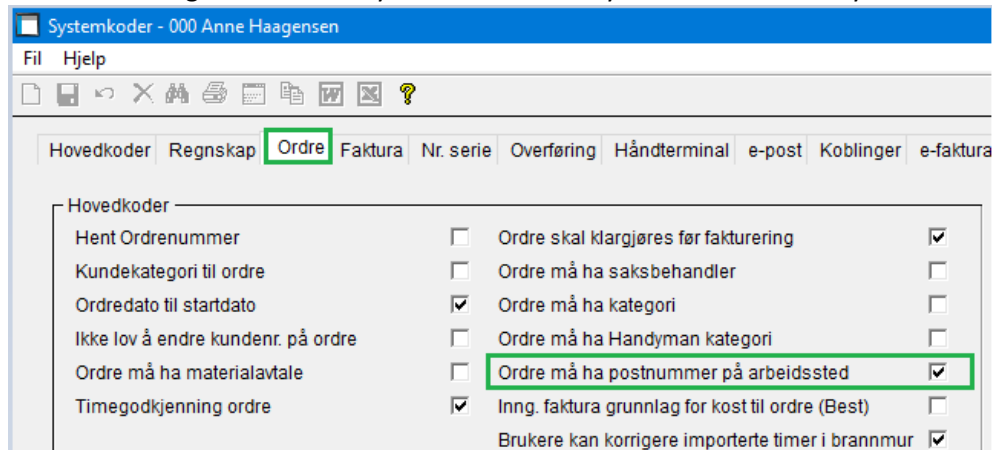 Systemkoder - 000 Anne Haagensen
Fil Hjelp
Hovedkoder Regnskap Ordre Faktura Nr. serie Overføring Håndterminal e-post Koblinger e-faktura
Hovedkoder
Hent Ordrenummer Ordre skal klargjøres før fakturering
Kundekategori til ordre Ordre må ha saksbehandler
Ordredato til startdato Ordre må ha kategori
Ikke lov å endre kundenr. på ordre Ordre må ha Handyman kategori
Ordre må ha materialavtale Ordre må ha postnummer på arbeidssted
Timegodkjenning ordre Inng. faktura grunnlag for kost til ordre (Best)
Brukere kan korrigere importerte timer i brannmur